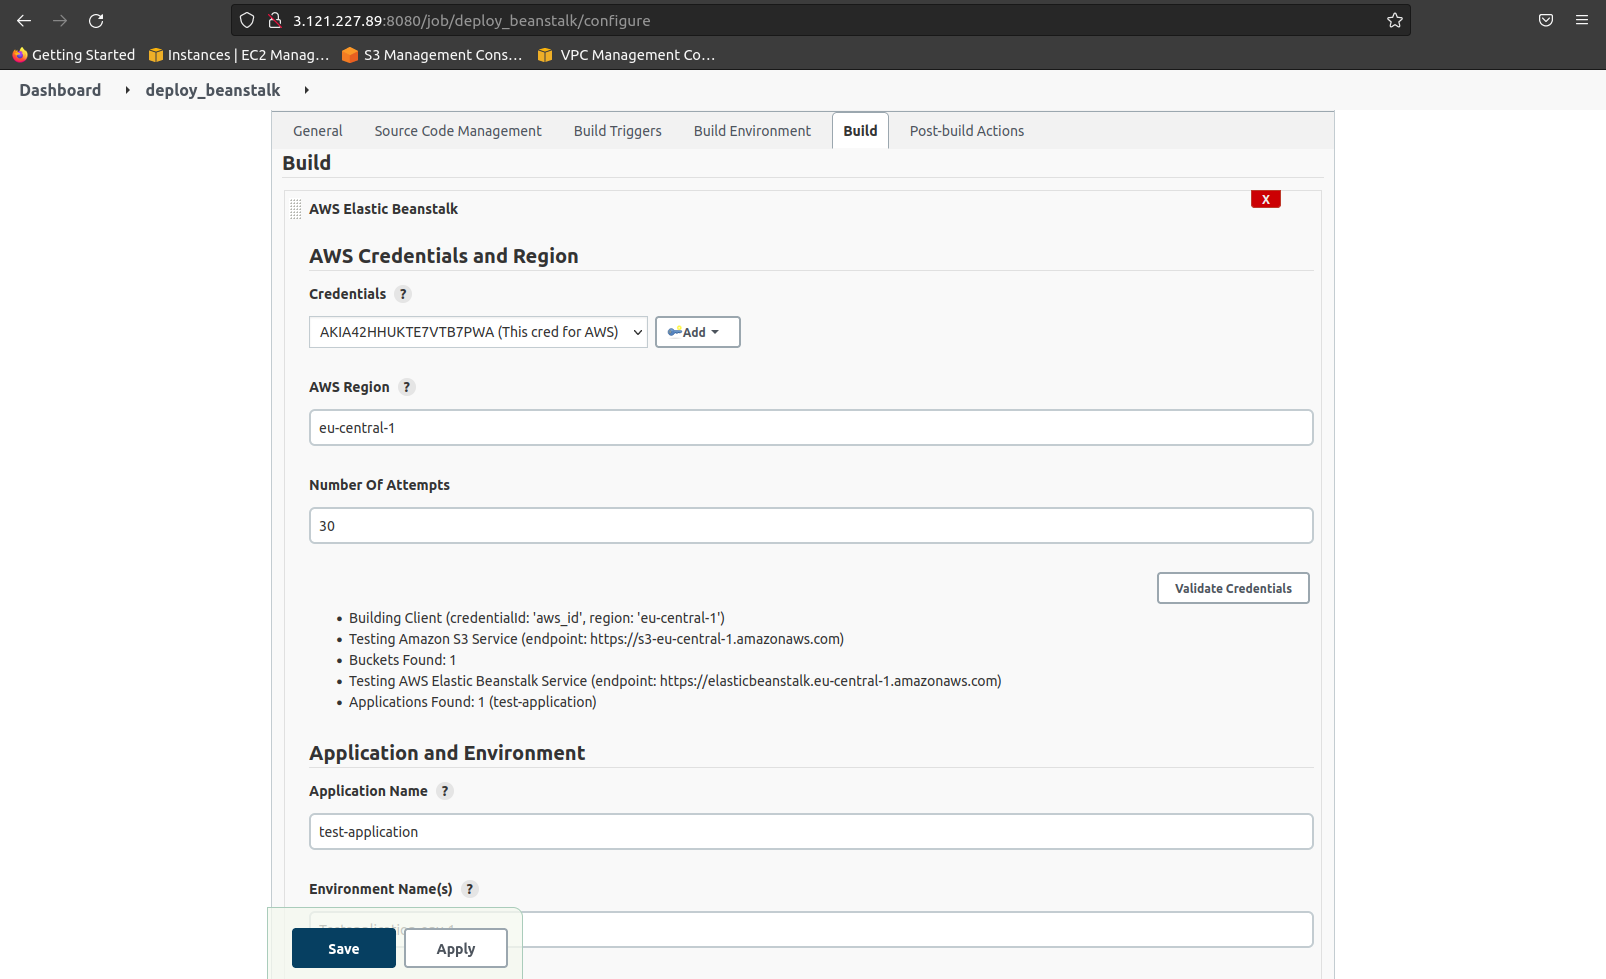 3.121.227.89:8080/job/deploy_beanstalk/configure
Getting Started Instances | EC2 Manag… S3 Management Cons… VPC Management Co…
Dashboard deploy_beanstalk
General Source Code Management Build Triggers Build Environment Build Post-build Actions
Build
X
AWS Elastic Beanstalk
AWS Credentials and Region
Credentials ?
AKIA42HHUKTE7VTB7PWA (This cred for AWS) Add
AWS Region ?
eu-central-1
Number Of Attempts
30
Validate Credentials
• Building Client (credentialId: 'aws_id', region: 'eu-central-1')
• Testing Amazon S3 Service (endpoint: https://s3-eu-central-1.amazonaws.com)
• Buckets Found: 1
• Testing AWS Elastic Beanstalk Service (endpoint: https://elasticbeanstalk.eu-central-1.amazonaws.com)
• Applications Found: 1 (test-application)
Application and Environment
Application Name ?
test-application
Environment Name(s) ?
Save Apply